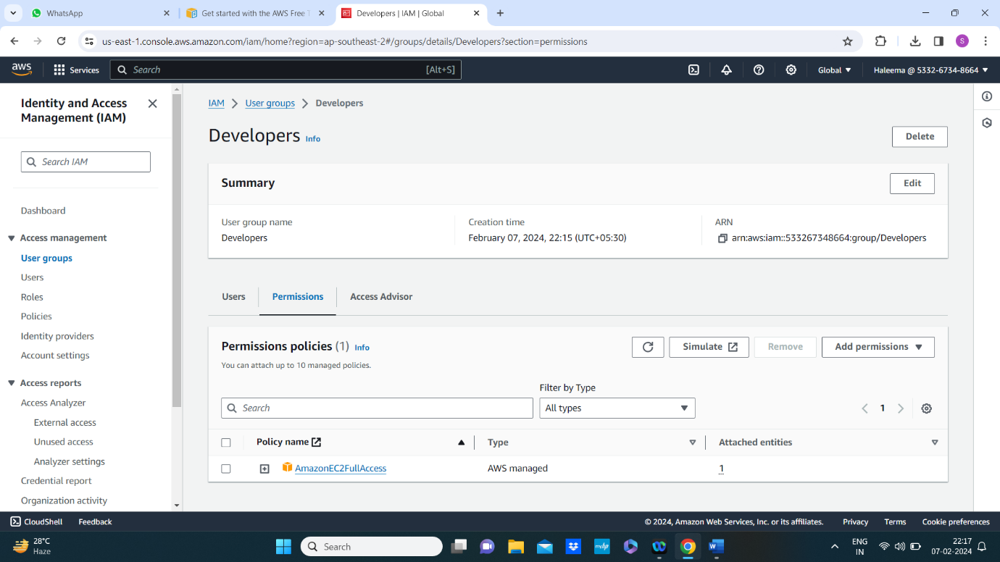 WhatsApp
Get started with the AWS Free T
Developers | IAM | Global
us-east-1.console.aws.amazon.com/iam/home?region=ap-southeast-2#/groups/details/Developers?section=permissions
S
aws
Services
Search
[Alt+S]
Global
Haleema @ 5332-6734-8664
Identity and Access
Management (IAM)
Search IAM
Dashboard
Access management
User groups
Users
Roles
Policies
Identity providers
Account settings
Access reports
Access Analyzer
External access
Unused access
Analyzer settings
Credential report
Organization activity
IAM > User groups > Developers
Developers Info
Delete
Summary
Edit
User group name
Developers
Creation time
February 07, 2024, 22:15 (UTC+05:30)
ARN
arn:aws:iam::533267348664:group/Developers
Users
Permissions
Access Advisor
Permissions policies (1) Info
You can attach up to 10 managed policies.
Simulate
Remove
Add permissions
Filter by Type
Search
All types
1
Policy name
Type
Attached entities
AmazonEC2FullAccess
AWS managed
1
CloudShell
Feedback
© 2024, Amazon Web Services, Inc. or its affiliates.
Privacy
Terms
Cookie preferences
28°C
Haze
Search
myhp
W
ENG
IN
22:17
07-02-2024